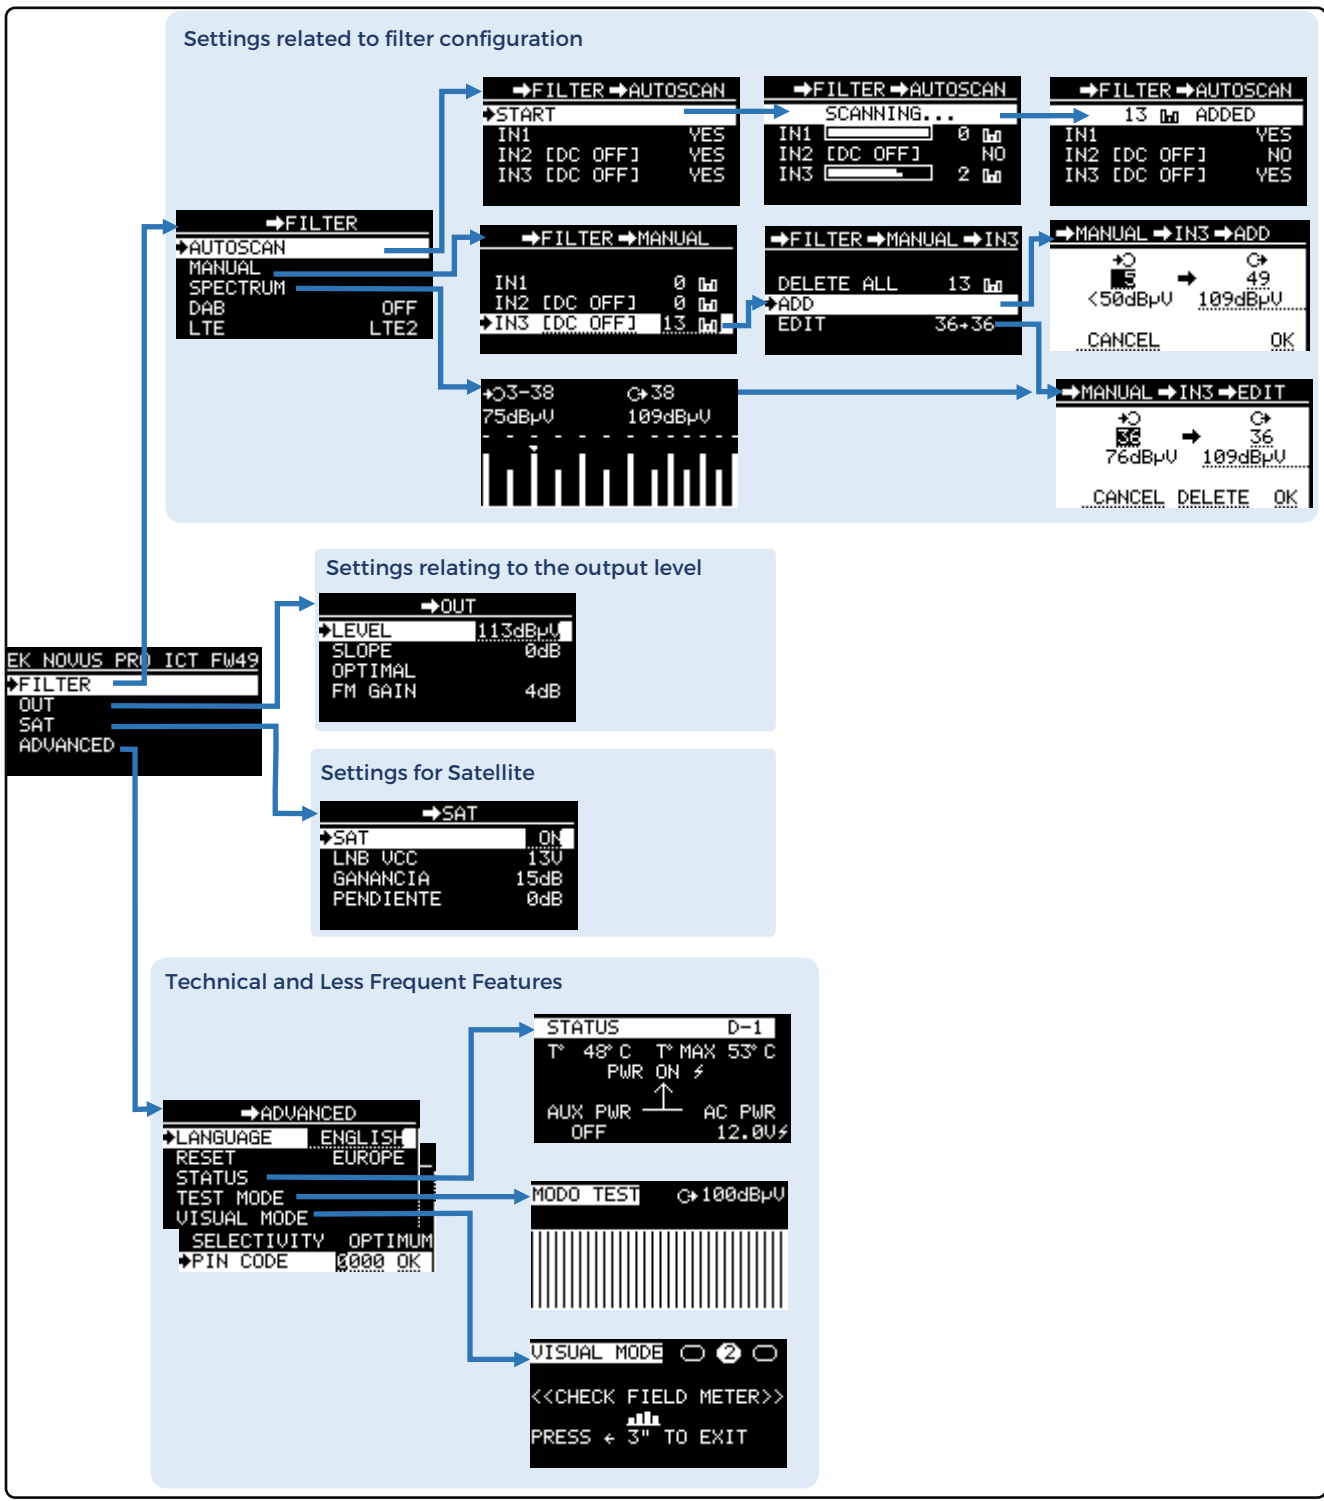 Settings related to filter configuration
➡FILTER ➡AUTOSCAN
START
IN1 YES
IN2 [DC OFF] YES
IN3 [DC OFF] YES
➡FILTER ➡AUTOSCAN
SCANNING...
IN1 0
IN2 [DC OFF] NO
IN3 2
➡FILTER ➡AUTOSCAN
13 ADDED
IN1 YES
IN2 [DC OFF] NO
IN3 [DC OFF] YES
➡FILTER
AUTOSCAN
MANUAL
SPECTRUM
DAB OFF
LTE LTE2
➡FILTER ➡MANUAL
IN1 0
IN2 [DC OFF] 0
IN3 [DC OFF] 13
➡FILTER ➡MANUAL ➡IN3
DELETE ALL 13
ADD
EDIT 36→36
➡MANUAL ➡IN3 ➡ADD
5 ➡ 49
<50dBμV 109dBμV
CANCEL OK
3-38 38
75dBμV 109dBμV
➡MANUAL ➡IN3 ➡EDIT
36 ➡ 36
76dBμV 109dBμV
CANCEL DELETE OK
Settings relating to the output level
➡OUT
LEVEL 113dBμV
SLOPE 0dB
OPTIMAL
FM GAIN 4dB
EK NOVUS PRO ICT FW49
FILTER
OUT
SAT
ADVANCED
Settings for Satellite
➡SAT
SAT ON
LNB VCC 13V
GANANCIA 15dB
PENDIENTE 0dB
Technical and Less Frequent Features
➡ADVANCED
LANGUAGE ENGLISH
RESET EUROPE
STATUS
TEST MODE
VISUAL MODE
SELECTIVITY OPTIMUM
PIN CODE 0000 OK
STATUS D-1
T° 48°C T°MAX 53°C
PWR ON ⚡
AUX PWR AC PWR
OFF 12.0V⚡
MODO TEST 100dBμV
VISUAL MODE 2
<<CHECK FIELD METER>>
PRESS ← 3" TO EXIT